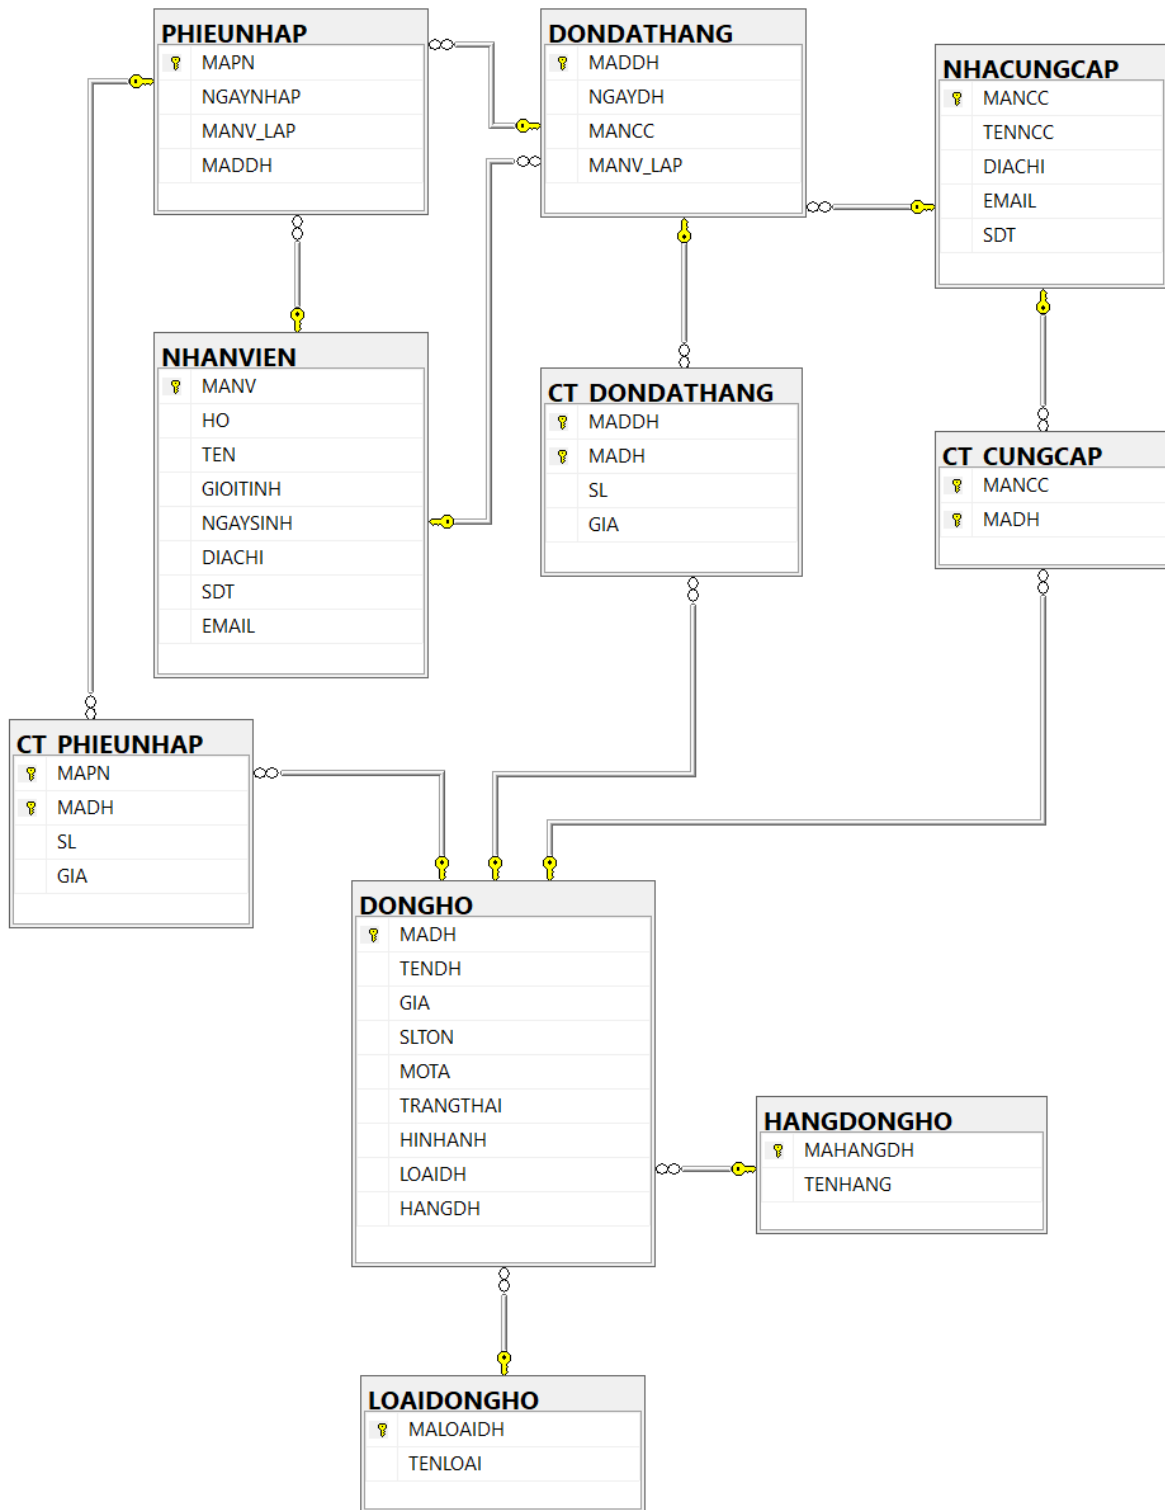 PHIEUNHAP
MAPN
NGAYNHAP
MANV_LAP
MADDH
DONDATHANG
MADDH
NGAYDH
MANCC
MANV_LAP
NHACUNGCAP
MANCC
TENNCC
DIACHI
EMAIL
SDT
NHANVIEN
MANV
HO
TEN
GIOITINH
NGAYSINH
DIACHI
SDT
EMAIL
CT_DONDATHANG
MADDH
MADH
SL
GIA
CT_CUNGCAP
MANCC
MADH
CT_PHIEUNHAP
MAPN
MADH
SL
GIA
DONGHO
MADH
TENDH
GIA
SLTON
MOTA
TRANGTHAI
HINHANH
LOAIDH
HANGDH
HANGDONGHO
MAHANGDH
TENHANG
LOAIDONGHO
MALOAIDH
TENLOAI